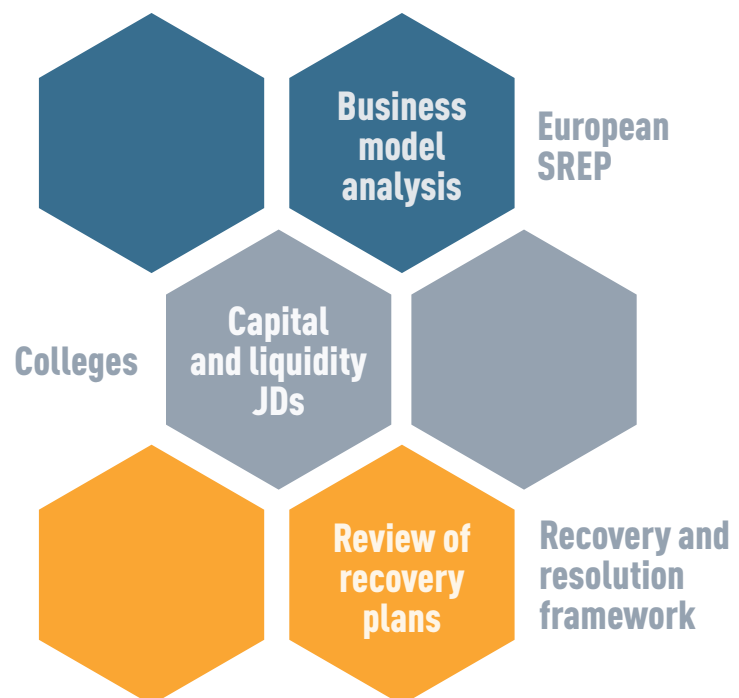 Business
model
analysis
European
SREP
Colleges
Capital
and liquidity
JDs
Review of
recovery
plans
Recovery and
resolution
framework